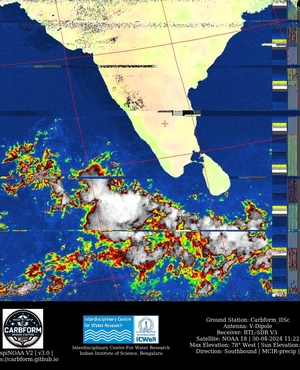 Ground Station: Carbform_IISc
Antenna: V-Dipole
Receiver: RTL-SDR V3
Satellite: NOAA 18 | 30-04-2024 11:22
Max Elevation: 78° West | Sun Elevation:
Direction: Southbound | MCIR-precip
CARBFORM
Interdisciplinary Centre
for Water Research
ICWaR
Interdisciplinary Centre For Water Research
Indian Institute of Science, Bengaluru
spiNOAA V2 | v3.0 |
s://carbform.github.io